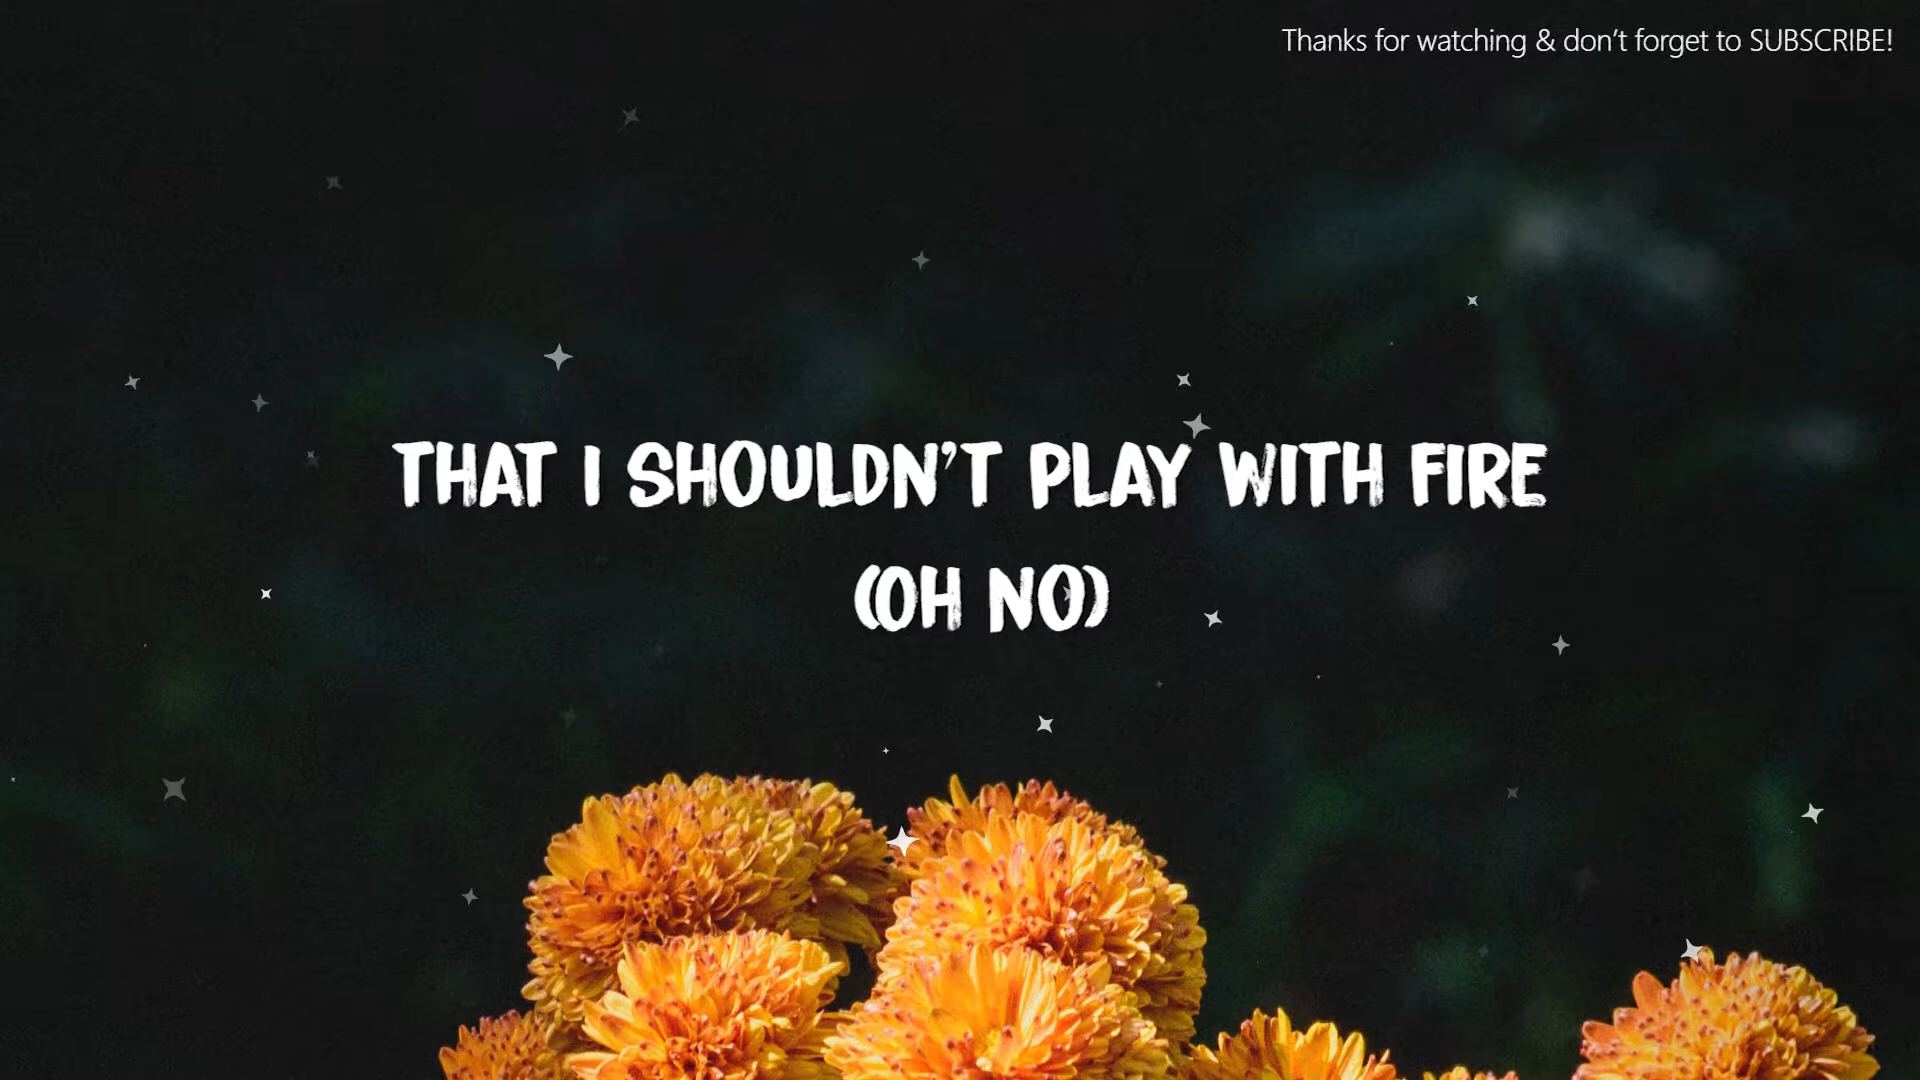 Thanks for watching & don’t forget to SUBSCRIBE!
THAT I SHOULDN’T PLAY WITH FIRE
(OH NO)